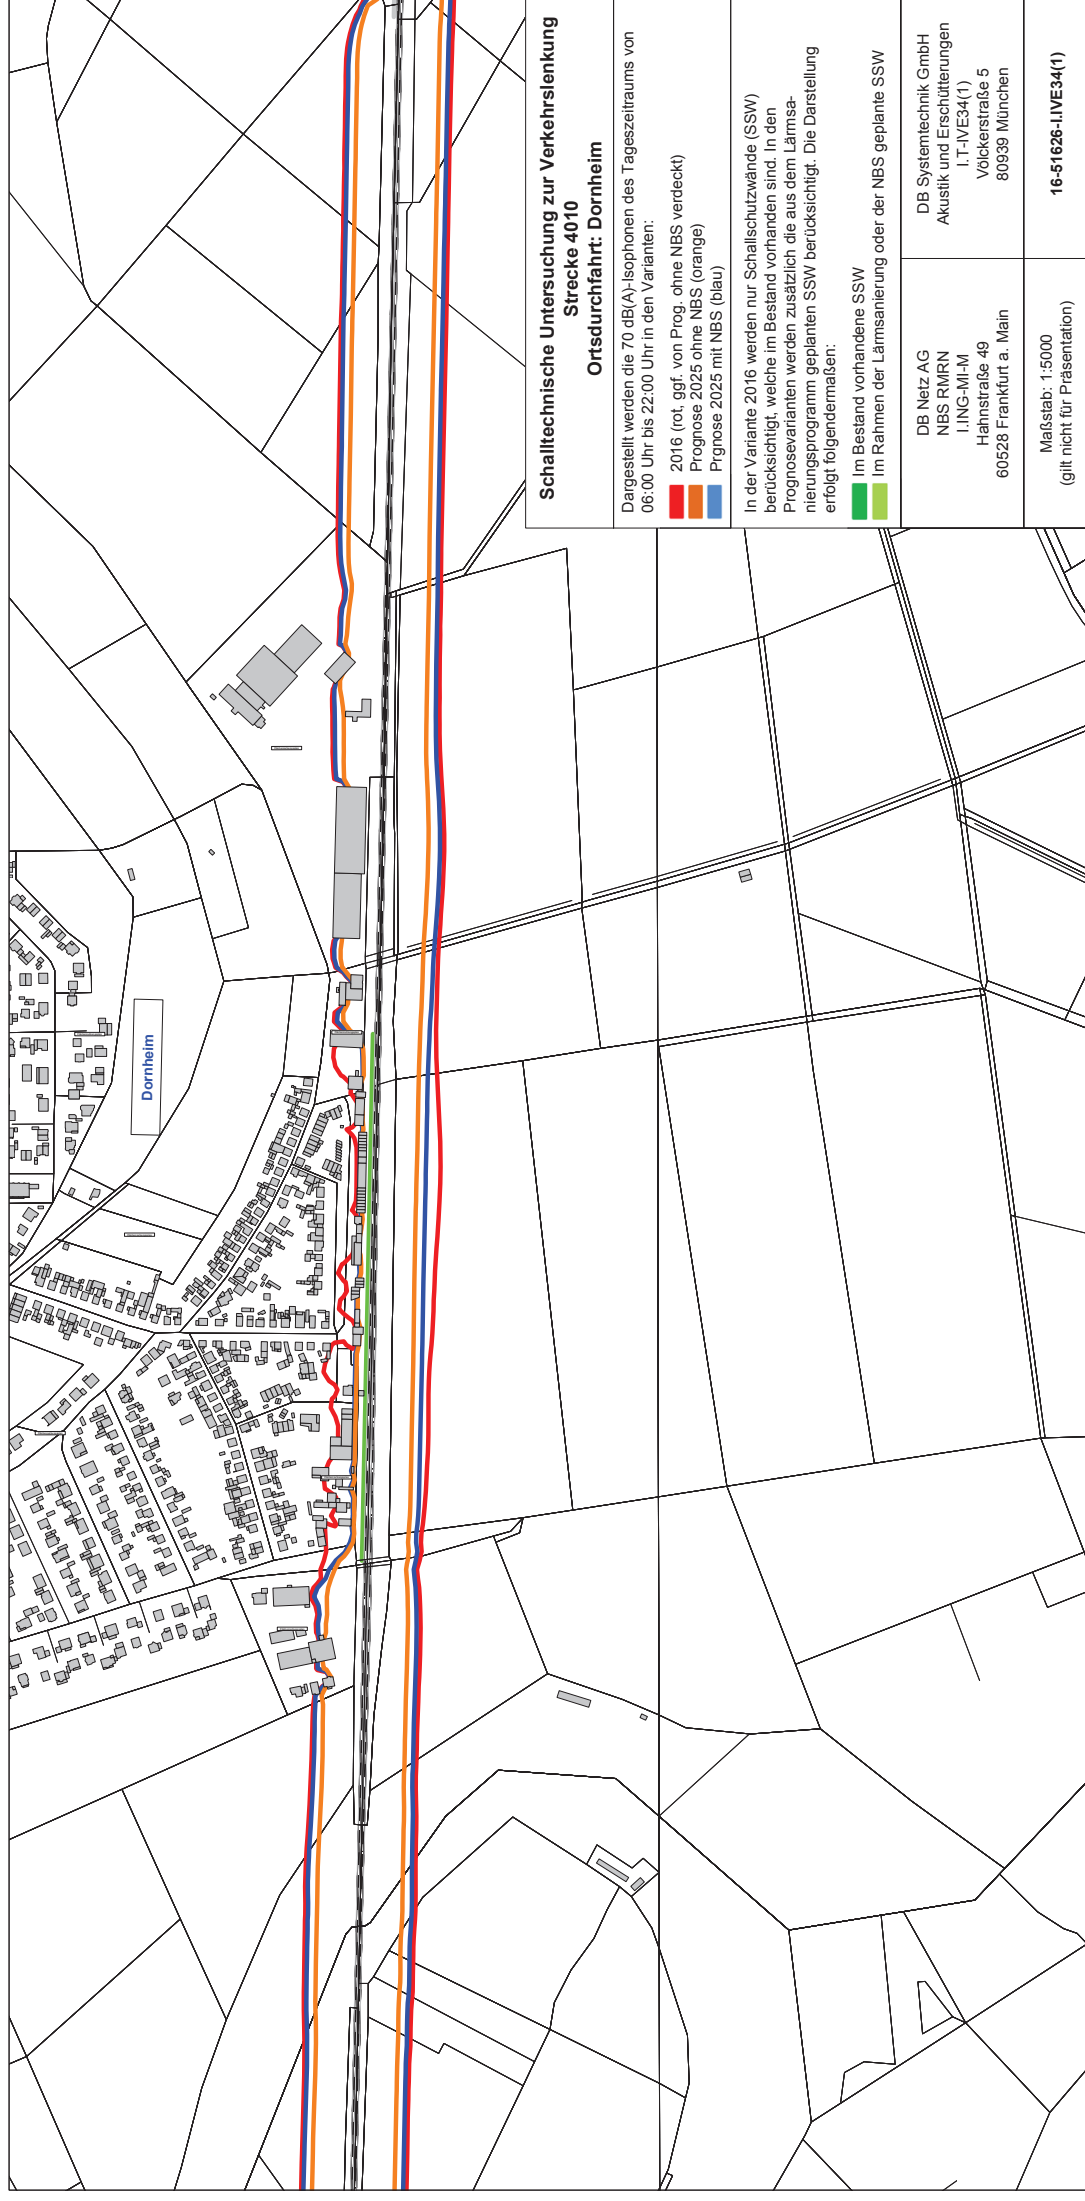 Dornheim
Schalltechnische Untersuchung zur Verkehrslenkung
Strecke 4010
Ortsdurchfahrt: Dornheim
Dargestellt werden die 70 dB(A)-Isophonen des Tageszeitraums von
06:00 Uhr bis 22:00 Uhr in den Varianten:
2016 (rot, ggf. von Prog. ohne NBS verdeckt)
Prognose 2025 ohne NBS (orange)
Prgnose 2025 mit NBS (blau)
In der Variante 2016 werden nur Schallschutzwände (SSW)
berücksichtigt, welche im Bestand vorhanden sind. In den
Prognosevarianten werden zusätzlich die aus dem Lärmsa-
nierungsprogramm geplanten SSW berücksichtigt. Die Darstellung
erfolgt folgendermaßen:
Im Bestand vorhandene SSW
Im Rahmen der Lärmsanierung oder der NBS geplante SSW
DB Netz AG
NBS RMRN
I.ING-MI-M
Hahnstraße 49
60528 Frankfurt a. Main
DB Systemtechnik GmbH
Akustik und Erschütterungen
I.T-IVE34(1)
Völckerstraße 5
80939 München
Maßstab: 1:5000
(gilt nicht für Präsentation)
16-51626-I.IVE34(1)